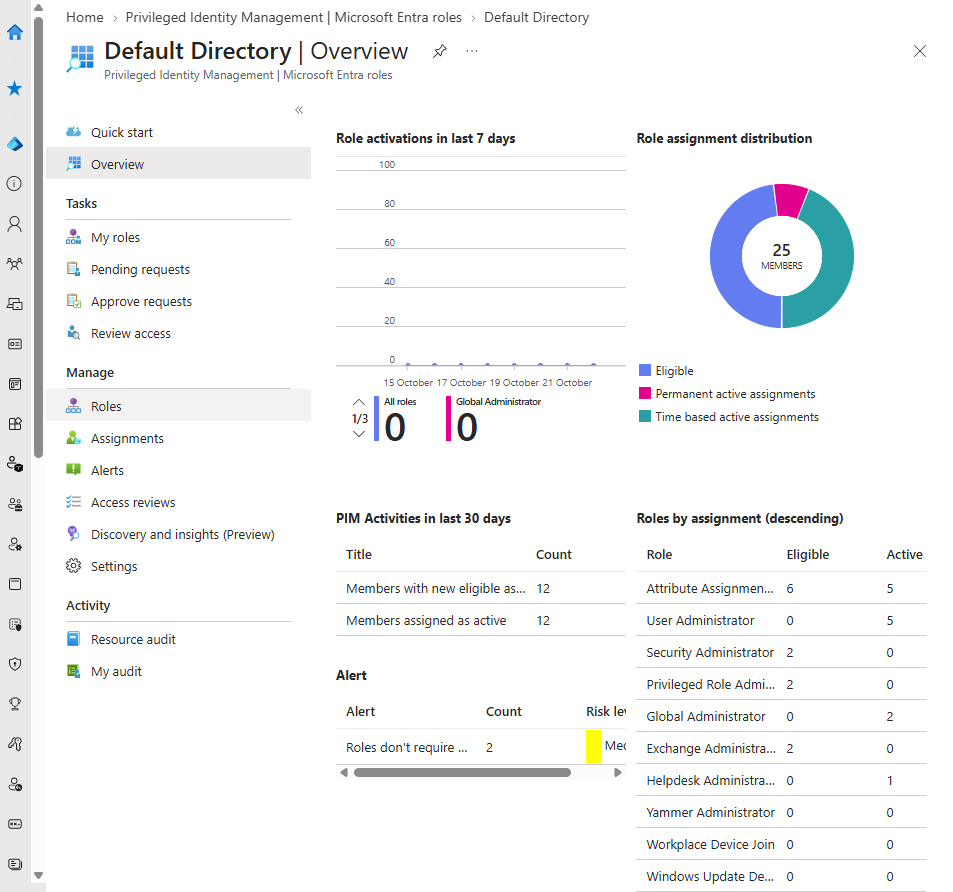 Home > Privileged Identity Management | Microsoft Entra roles > Default Directory
Default Directory | Overview
Privileged Identity Management | Microsoft Entra roles
Quick start
Overview
Tasks
My roles
Pending requests
Approve requests
Review access
Manage
Roles
Assignments
Alerts
Access reviews
Discovery and insights (Preview)
Settings
Activity
Resource audit
My audit
Role activations in last 7 days
100
80
60
40
20
0
15 October 17 October 19 October 21 October
1/3
All roles
0
Global Administrator
0
Role assignment distribution
25
MEMBERS
Eligible
Permanent active assignments
Time based active assignments
PIM Activities in last 30 days
Title Count
Members with new eligible as... 12
Members assigned as active 12
Alert
Alert Count Risk lev
Roles don't require ... 2 Med
Roles by assignment (descending)
Role Eligible Active
Attribute Assignmen... 6 5
User Administrator 0 5
Security Administrator 2 0
Privileged Role Admi... 2 0
Global Administrator 0 2
Exchange Administra... 2 0
Helpdesk Administra... 0 1
Yammer Administrator 0 0
Workplace Device Join 0 0
Windows Update De... 0 0